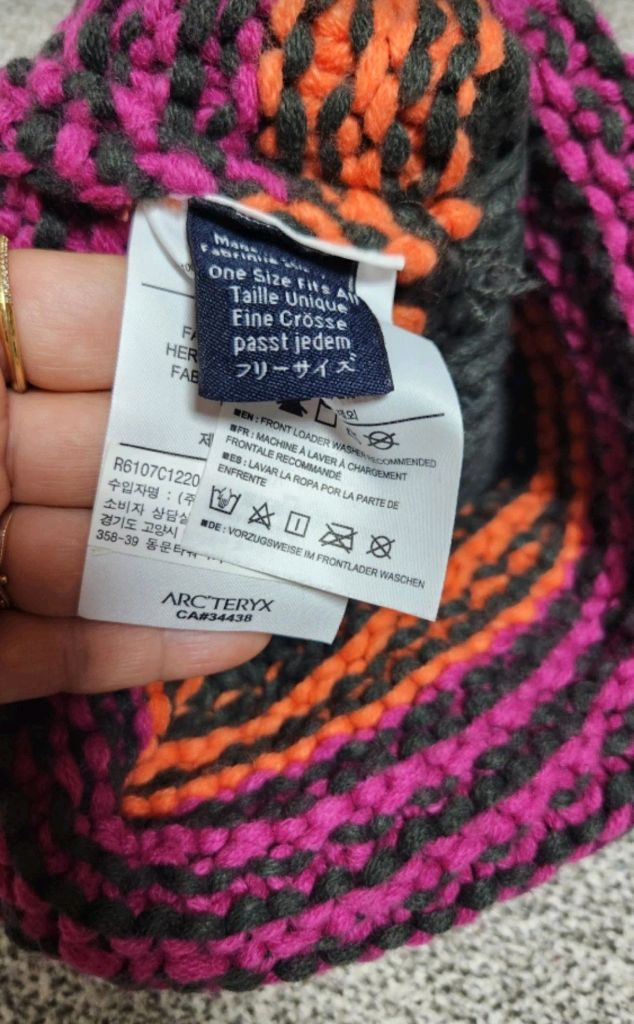 One Size Fits All
Taille Unique
Eine Grösse
passt jedem
フリーサイズ
FA
HER
FAB
제
R6107C1220
수입자명 : (주
소비자 상담실
경기도 고양시
358-39 동문타워
ARC'TERYX
CA#34438
■EN : FRONT LOADER WASHER RECOMMENDED
■FR : MACHINE À LAVER À CHARGEMENT
FRONTALE RECOMMANDÉ
■ES : LAVAR LA ROPA POR LA PARTE DE
ENFRENTE
■DE : VORZUGSWEISE IM FRONTLADER WASCHEN